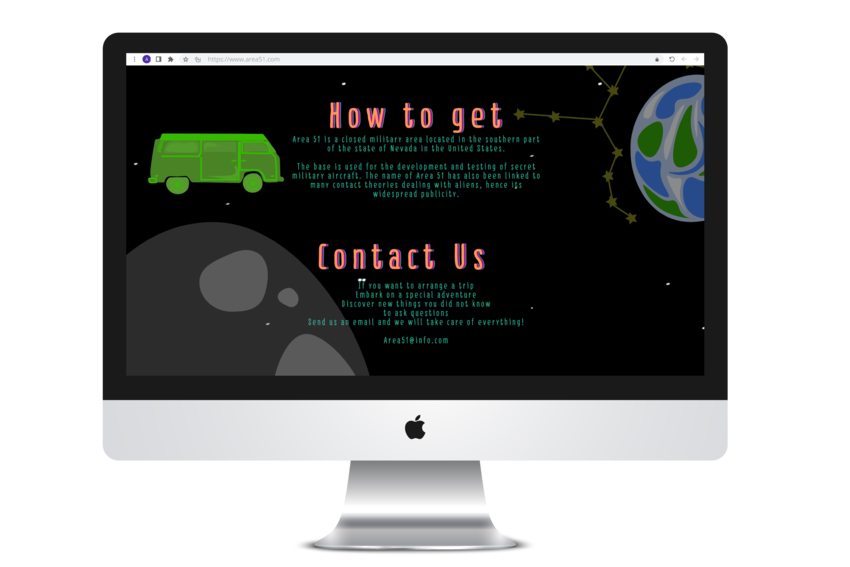 https://www.area51.com
How to get
Area 51 is a closed military area located in the southern part
of the state of Nevada in the United States.
The base is used for the development and testing of secret
military aircraft. The name of Area 51 has also been linked to
many contact theories dealing with aliens, hence its
widespread publicity.
Contact Us
If you want to arrange a trip
Embark on a special adventure
Discover new things you did not know
to ask questions
Send us an email and we will take care of everything!
Area51@info.com